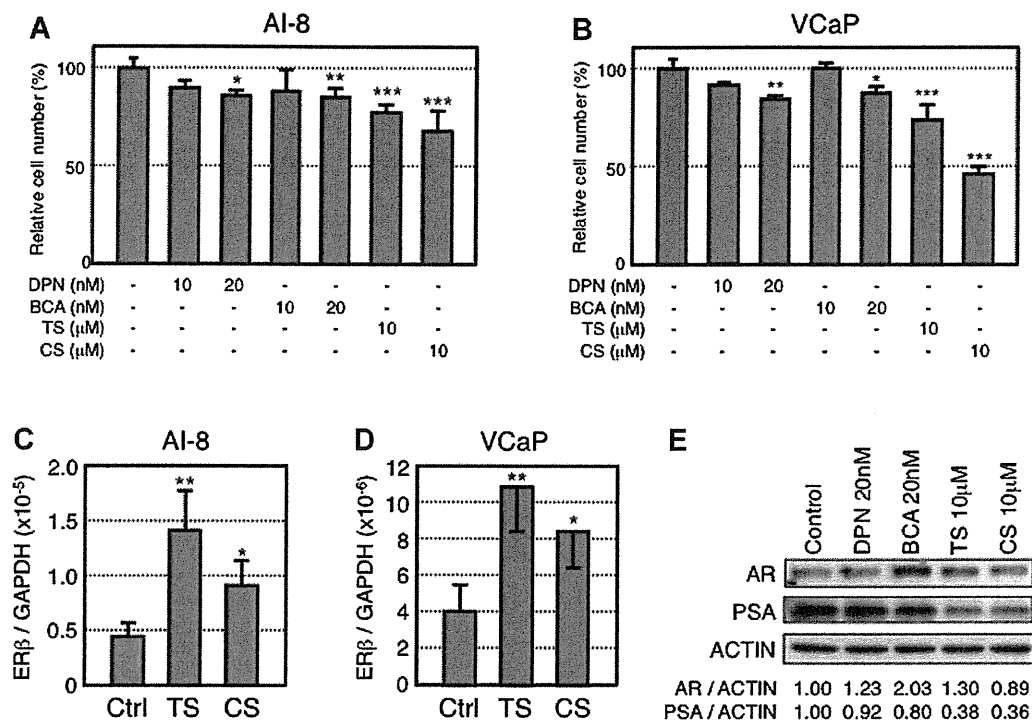 A AI-8
Relative cell number (%)
100
50
0
DPN (nM) - 10 20 - - - -
BCA (nM) - - - 10 20 - -
TS (μM) - - - - - 10 -
CS (μM) - - - - - - 10
* ** *** ***
B VCaP
Relative cell number (%)
100
50
0
DPN (nM) - 10 20 - - - -
BCA (nM) - - - 10 20 - -
TS (μM) - - - - - 10 -
CS (μM) - - - - - - 10
** * *** ***
C AI-8
ERβ / GAPDH (x10⁻⁵)
2.0
1.5
1.0
0.5
0
** *
Ctrl TS CS
D VCaP
ERβ / GAPDH (x10⁻⁶)
12
10
8
6
4
2
0
** *
Ctrl TS CS
E
Control
DPN 20nM
BCA 20nM
TS 10μM
CS 10μM
AR
PSA
ACTIN
AR / ACTIN 1.00 1.23 2.03 1.30 0.89
PSA / ACTIN 1.00 0.92 0.80 0.38 0.36